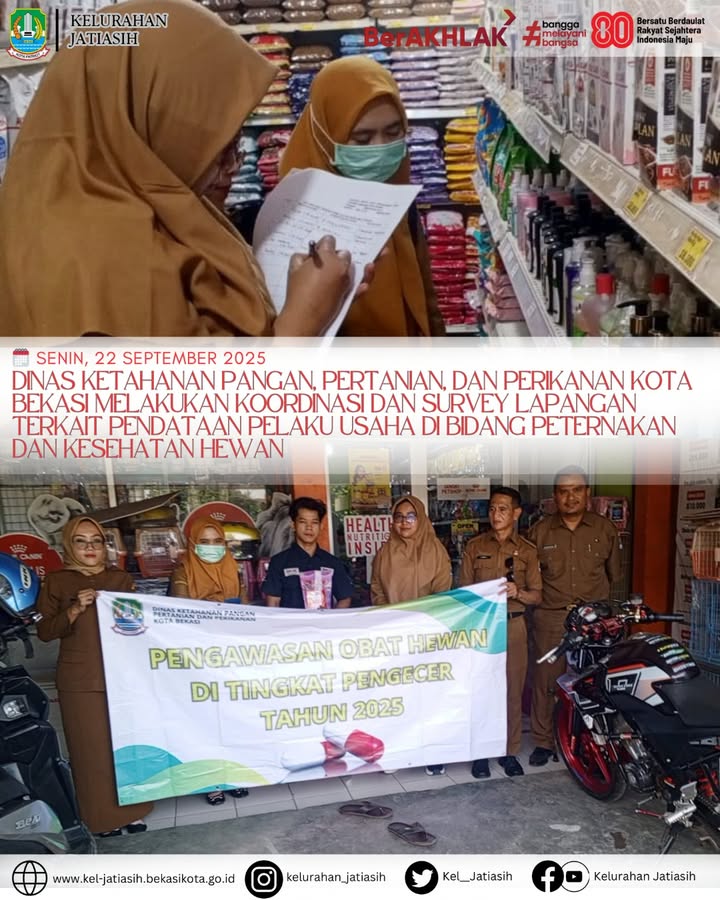 KELURAHAN
JATIASIH
BerAKHLAK
#bangga
melayani
bangsa
80
Bersatu Berdaulat
Rakyat Sejahtera
Indonesia Maju
SENIN, 22 SEPTEMBER 2025
DINAS KETAHANAN PANGAN, PERTANIAN, DAN PERIKANAN KOTA
BEKASI MELAKUKAN KOORDINASI DAN SURVEY LAPANGAN
TERKAIT PENDATAAN PELAKU USAHA DI BIDANG PETERNAKAN
DAN KESEHATAN HEWAN
HEALTH
NUTRITION
OPEN
DINAS KETAHANAN PANGAN
PERTANIAN DAN PERIKANAN
KOTA BEKASI
PENGAWASAN OBAT HEWAN
DI TINGKAT PENGECER
TAHUN 2025
www.kel-jatiasih.bekasikota.go.id
kelurahan_jatiasih
Kel__Jatiasih
Kelurahan Jatiasih